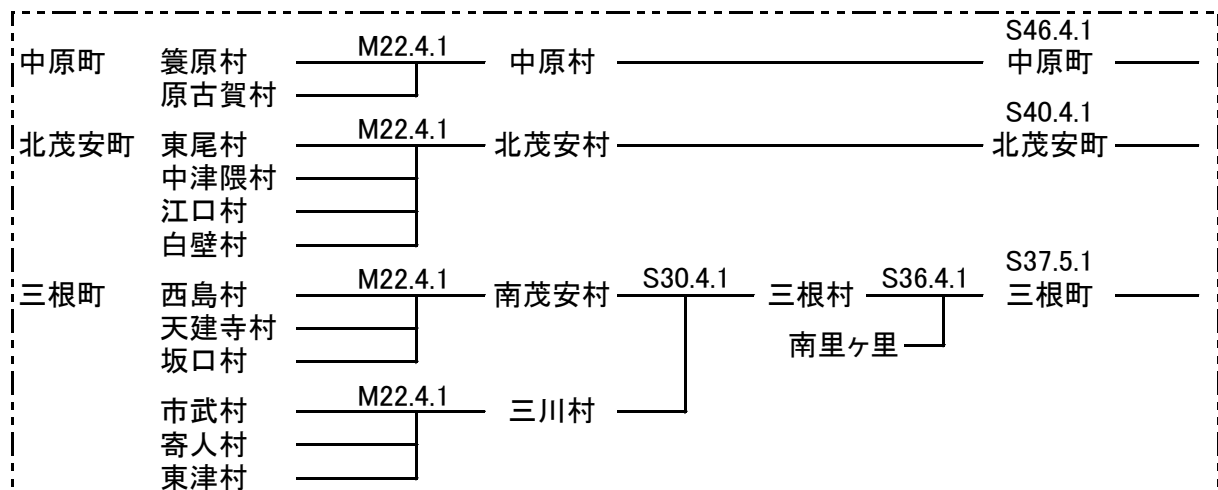 S46.4.1
中原町 簑原村 M22.4.1 中原村 中原町
原古賀村
S40.4.1
北茂安町 東尾村 M22.4.1 北茂安村 北茂安町
中津隈村
江口村
白壁村
S37.5.1
三根町 西島村 M22.4.1 南茂安村 S30.4.1 三根村 S36.4.1 三根町
天建寺村 南里ヶ里
坂口村
市武村 M22.4.1 三川村
寄人村
東津村